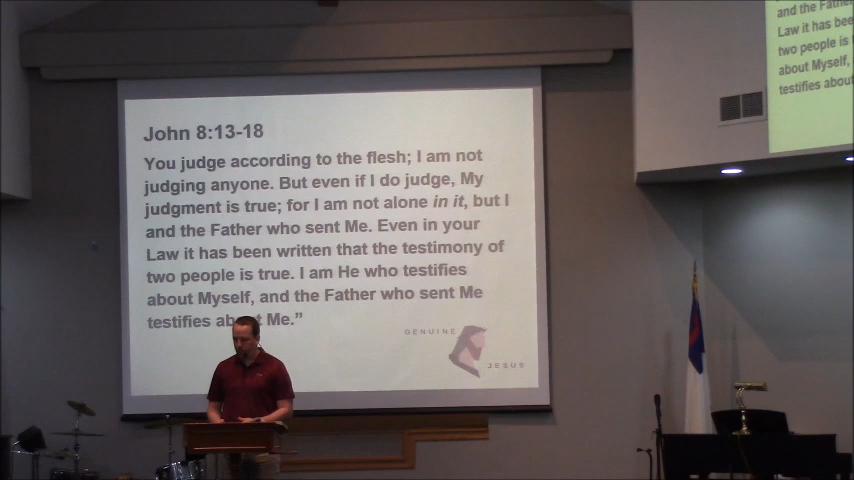 John 8:13-18
You judge according to the flesh; I am not
judging anyone. But even if I do judge, My
judgment is true; for I am not alone in it, but I
and the Father who sent Me. Even in your
Law it has been written that the testimony of
two people is true. I am He who testifies
about Myself, and the Father who sent Me
testifies ab t Me.”
GENUINE
JESUS
and the Father
Law it has bee
two people is
about Myself,
testifies about